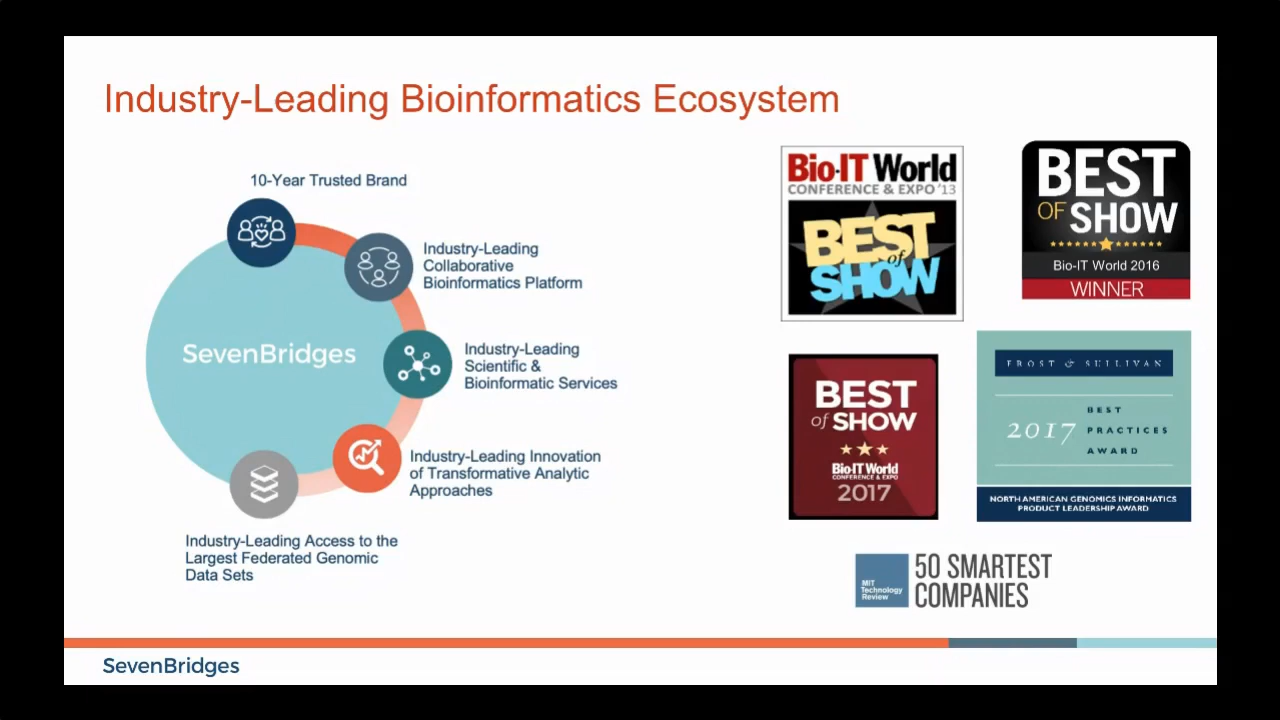 Industry-Leading Bioinformatics Ecosystem
10-Year Trusted Brand
Industry-Leading
Collaborative
Bioinformatics Platform
SevenBridges
Industry-Leading
Scientific &
Bioinformatic Services
Industry-Leading Innovation
of Transformative Analytic
Approaches
Industry-Leading Access to the
Largest Federated Genomic
Data Sets
Bio·IT World
CONFERENCE & EXPO '13
BEST
of
SHOW
BEST
OF SHOW
Bio-IT World 2016
WINNER
BEST
of SHOW
Bio·IT World
CONFERENCE & EXPO
2017
FROST & SULLIVAN
2017 BEST
PRACTICES
AWARD
NORTH AMERICAN GENOMICS INFORMATICS
PRODUCT LEADERSHIP AWARD
MIT
Technology
Review
50 SMARTEST
COMPANIES
SevenBridges